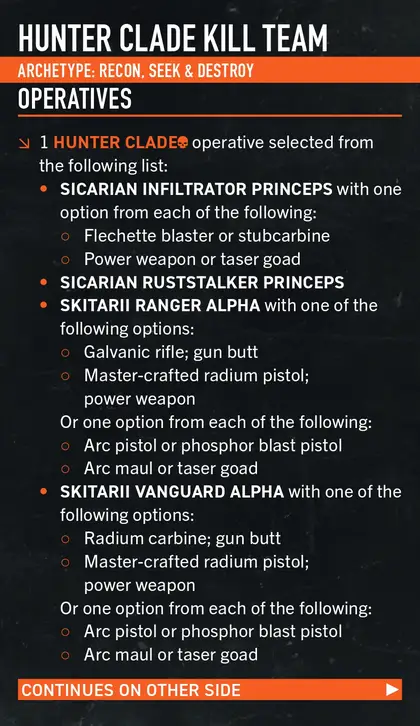 HUNTER CLADE KILL TEAM
ARCHETYPE: RECON, SEEK & DESTROY
OPERATIVES
↘ 1 HUNTER CLADE💀 operative selected from
the following list:
• SICARIAN INFILTRATOR PRINCEPS with one
option from each of the following:
○ Flechette blaster or stubcarbine
○ Power weapon or taser goad
• SICARIAN RUSTSTALKER PRINCEPS
• SKITARII RANGER ALPHA with one of the
following options:
○ Galvanic rifle; gun butt
○ Master-crafted radium pistol;
power weapon
Or one option from each of the following:
○ Arc pistol or phosphor blast pistol
○ Arc maul or taser goad
• SKITARII VANGUARD ALPHA with one of the
following options:
○ Radium carbine; gun butt
○ Master-crafted radium pistol;
power weapon
Or one option from each of the following:
○ Arc pistol or phosphor blast pistol
○ Arc maul or taser goad
CONTINUES ON OTHER SIDE ▶